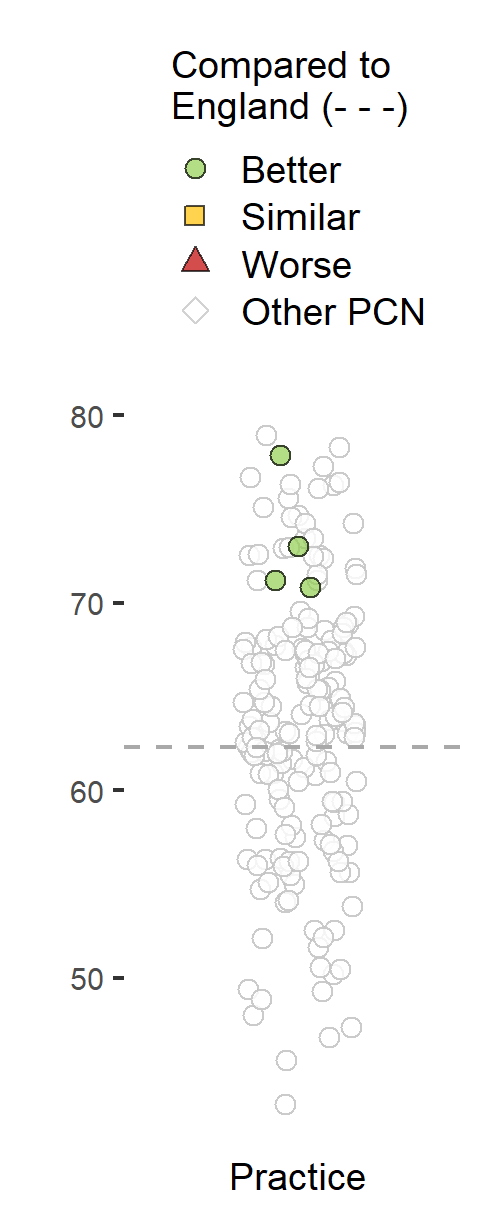 Compared to
England (- - -)
Better
Similar
Worse
Other PCN
80
70
60
50
Practice